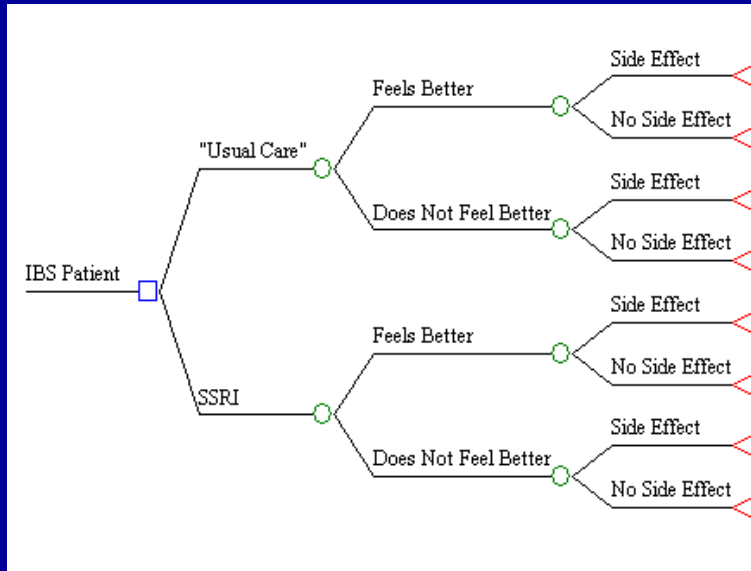 Side Effect
Feels Better
No Side Effect
"Usual Care"
Side Effect
Does Not Feel Better
No Side Effect
IBS Patient
Side Effect
Feels Better
No Side Effect
SSRI
Side Effect
Does Not Feel Better
No Side Effect